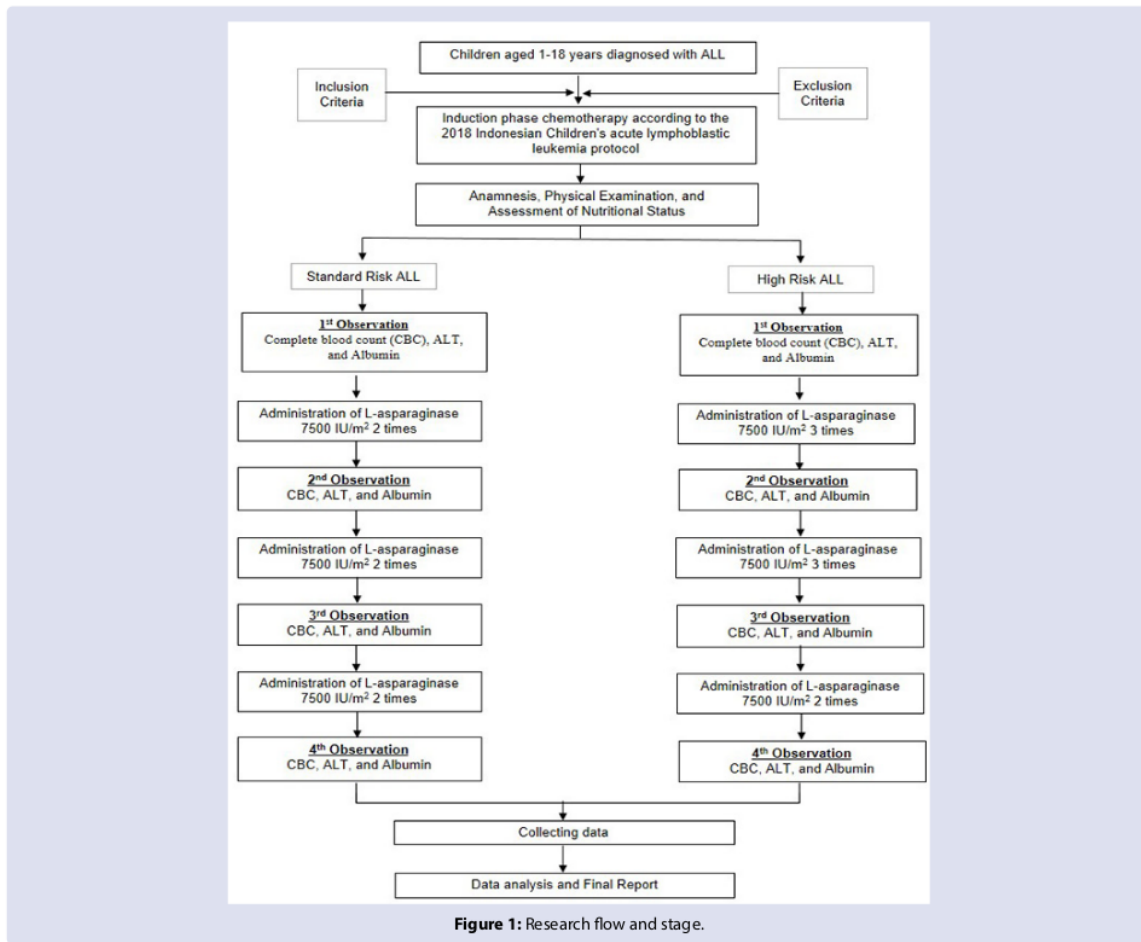 Children aged 1-18 years diagnosed with ALL
Inclusion
Criteria
Exclusion
Criteria
Induction phase chemotherapy according to the
2018 Indonesian Children's acute lymphoblastic
leukemia protocol
Anamnesis, Physical Examination, and
Assessment of Nutritional Status
Standard Risk ALL
1st Observation
Complete blood count (CBC), ALT,
and Albumin
Administration of L-asparaginase
7500 IU/m² 2 times
2nd Observation
CBC, ALT, and Albumin
Administration of L-asparaginase
7500 IU/m² 2 times
3rd Observation
CBC, ALT, and Albumin
Administration of L-asparaginase
7500 IU/m² 2 times
4th Observation
CBC, ALT, and Albumin
High Risk ALL
1st Observation
Complete blood count (CBC), ALT,
and Albumin
Administration of L-asparaginase
7500 IU/m² 3 times
2nd Observation
CBC, ALT, and Albumin
Administration of L-asparaginase
7500 IU/m² 3 times
3rd Observation
CBC, ALT, and Albumin
Administration of L-asparaginase
7500 IU/m² 2 times
4th Observation
CBC, ALT, and Albumin
Collecting data
Data analysis and Final Report
Figure 1: Research flow and stage.